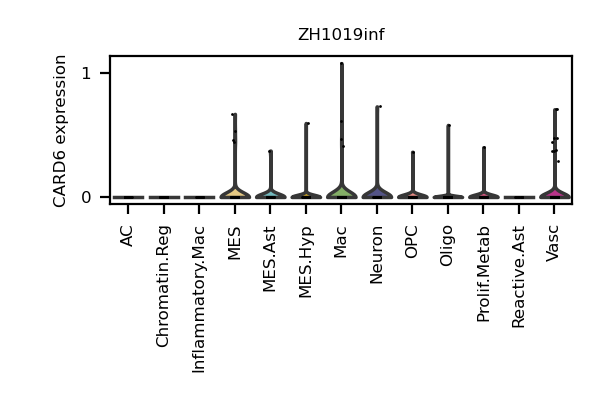 ZH1019inf
CARD6 expression
1
0
AC
Chromatin.Reg
Inflammatory.Mac
MES
MES.Ast
MES.Hyp
Mac
Neuron
OPC
Oligo
Prolif.Metab
Reactive.Ast
Vasc